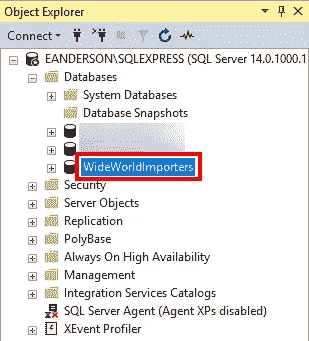 Object Explorer
Connect
EANDERSON\SQLEXPRESS (SQL Server 14.0.1000.1
Databases
System Databases
Database Snapshots
WideWorldImporters
Security
Server Objects
Replication
PolyBase
Always On High Availability
Management
Integration Services Catalogs
SQL Server Agent (Agent XPs disabled)
XEvent Profiler